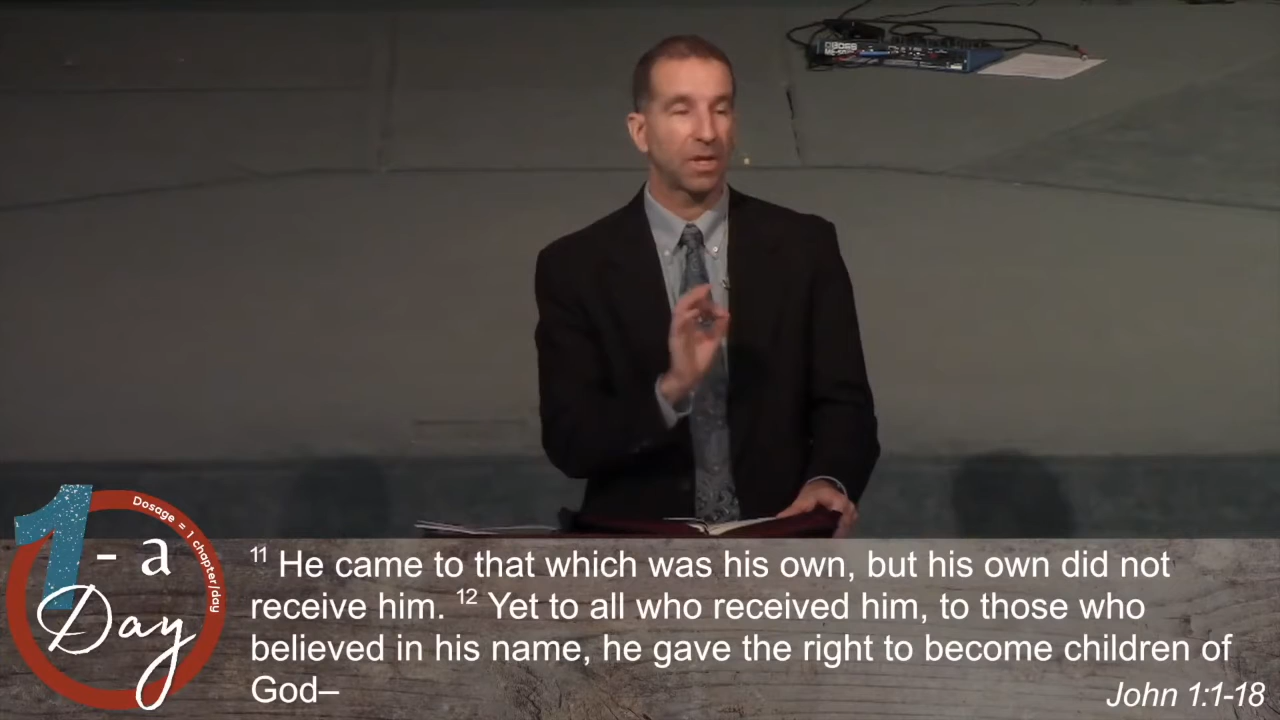 BOSS
1
- a
Day
Dosage = 1 chapter/day
¹¹ He came to that which was his own, but his own did not
receive him. ¹² Yet to all who received him, to those who
believed in his name, he gave the right to become children of
God–
John 1:1-18